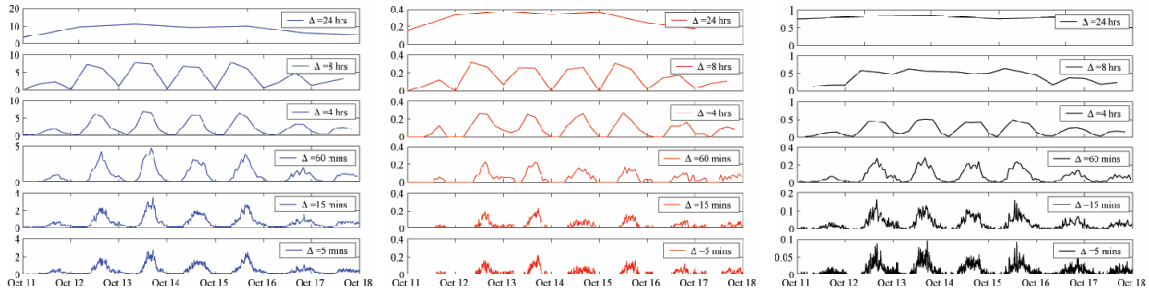 20
10
0
Δ =24 hrs
10
5
0
Δ =8 hrs
10
5
0
Δ =4 hrs
5
0
Δ =60 mins
4
2
0
Δ =15 mins
4
2
0
Δ =5 mins
Oct 11 Oct 12 Oct 13 Oct 14 Oct 15 Oct 16 Oct 17 Oct 18
0.4
0.2
0
Δ =24 hrs
0.4
0.2
0
Δ =8 hrs
0.4
0.2
0
Δ =4 hrs
0.4
0.2
0
Δ =60 mins
0.4
0.2
0
Δ =15 mins
0.4
0.2
0
Δ =5 mins
Oct 11 Oct 12 Oct 13 Oct 14 Oct 15 Oct 16 Oct 17 Oct 18
1
0.5
0
Δ =24 hrs
1
0.5
0
Δ =8 hrs
1
0.5
0
Δ =4 hrs
0.4
0.2
0
Δ =60 mins
0.2
0.1
0
Δ =15 mins
0.1
0.05
0
Δ =5 mins
Oct 11 Oct 12 Oct 13 Oct 14 Oct 15 Oct 16 Oct 17 Oct 18